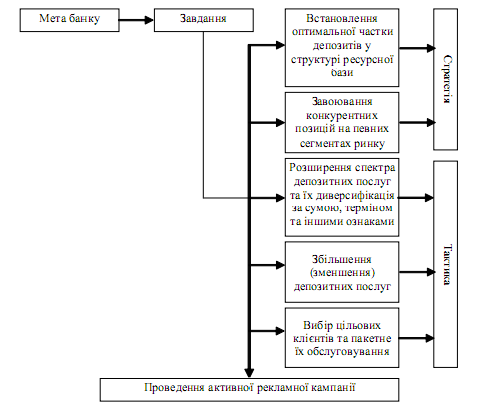 Мета банку
Завдання
Встановлення
оптимальної частки
депозитів у
структурі ресурсної
бази
Завоювання
конкурентних
позицій на певних
сегментах ринку
Стратегія
Розширення спектра
депозитних послуг
та їх диверсифікація
за сумою, терміном
та іншими ознаками
Збільшення
(зменшення)
депозитних послуг
Вибір цільових
клієнтів та пакетне
їх обслуговування
Тактика
Проведення активної рекламної кампанії